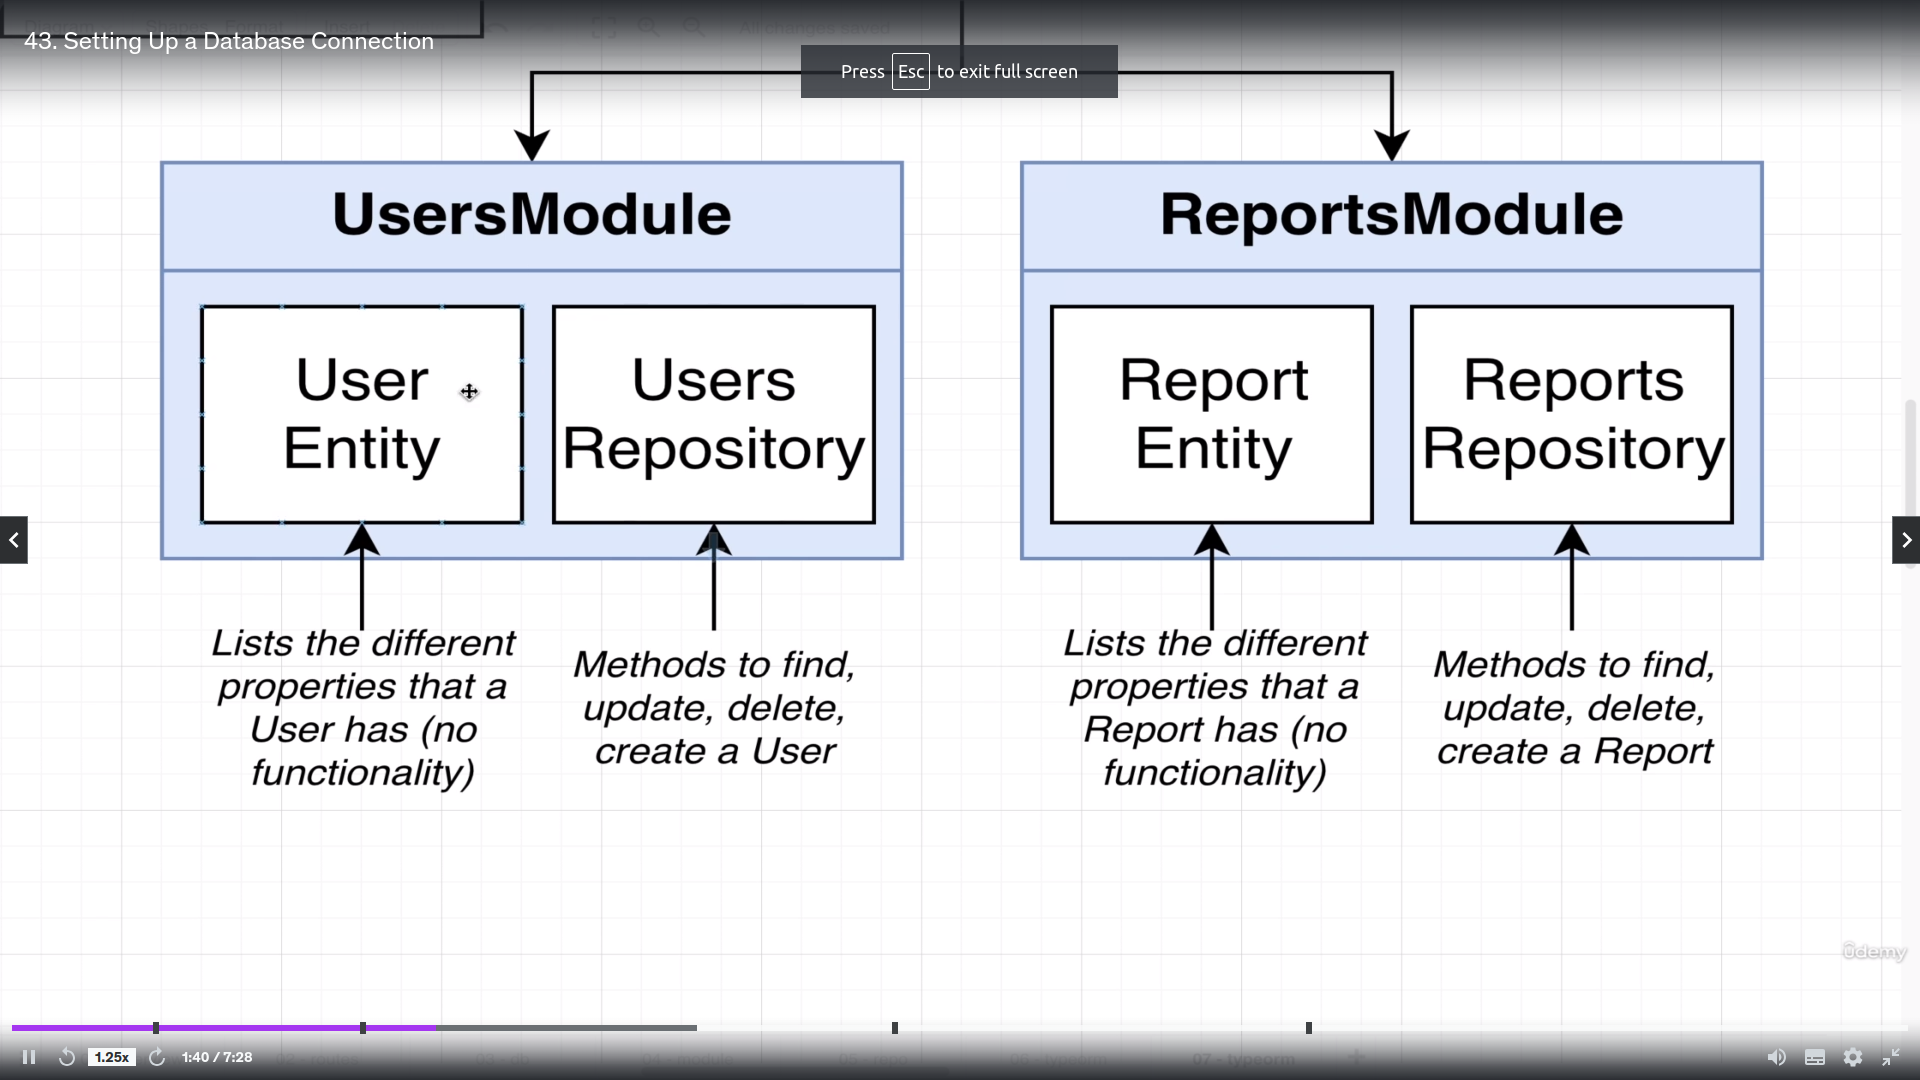 43. Setting Up a Database Connection
Press Esc to exit full screen
UsersModule
ReportsModule
User
Entity
Users
Repository
Report
Entity
Reports
Repository
Lists the different
properties that a
User has (no
functionality)
Methods to find,
update, delete,
create a User
Lists the different
properties that a
Report has (no
functionality)
Methods to find,
update, delete,
create a Report
ûdemy
1.25x
1:40 / 7:28
07 - typeorm